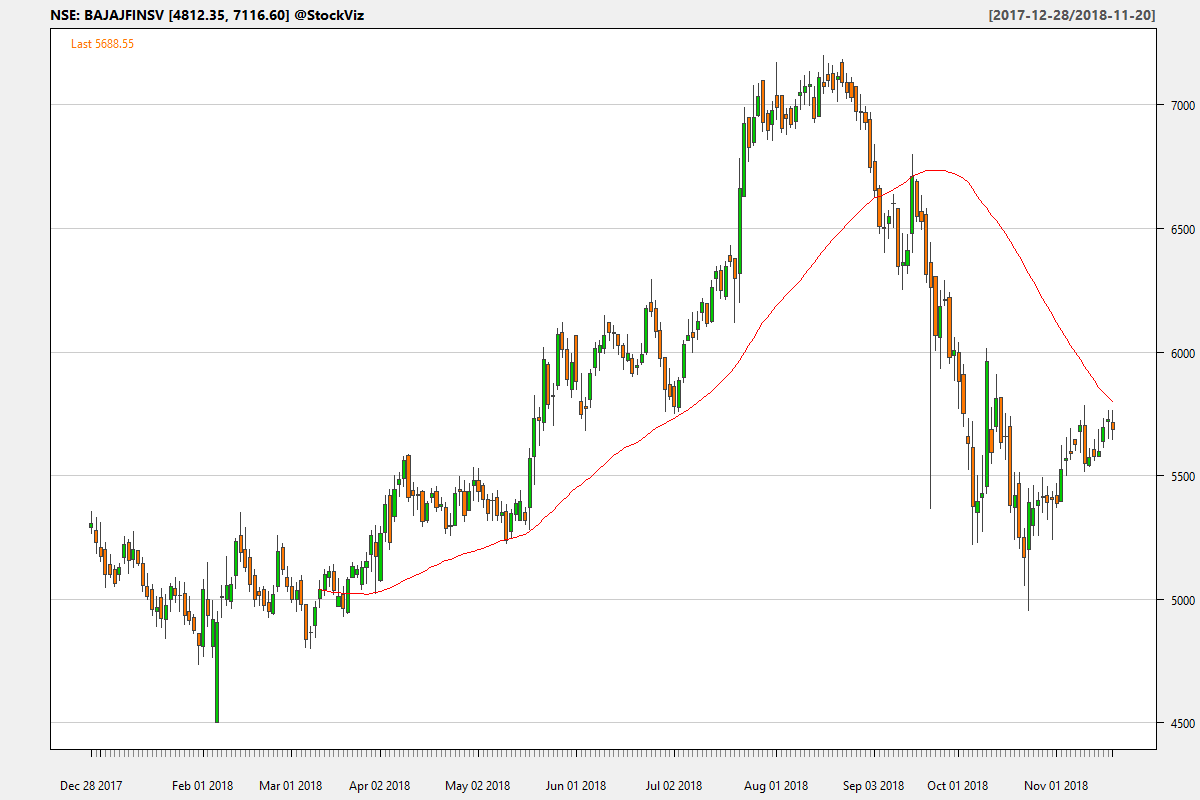 NSE: BAJAJFINSV [4812.35, 7116.60] @StockViz [2017-12-28/2018-11-20]
Last 5688.55
7000
6500
6000
5500
5000
4500
Dec 28 2017 Feb 01 2018 Mar 01 2018 Apr 02 2018 May 02 2018 Jun 01 2018 Jul 02 2018 Aug 01 2018 Sep 03 2018 Oct 01 2018 Nov 01 2018